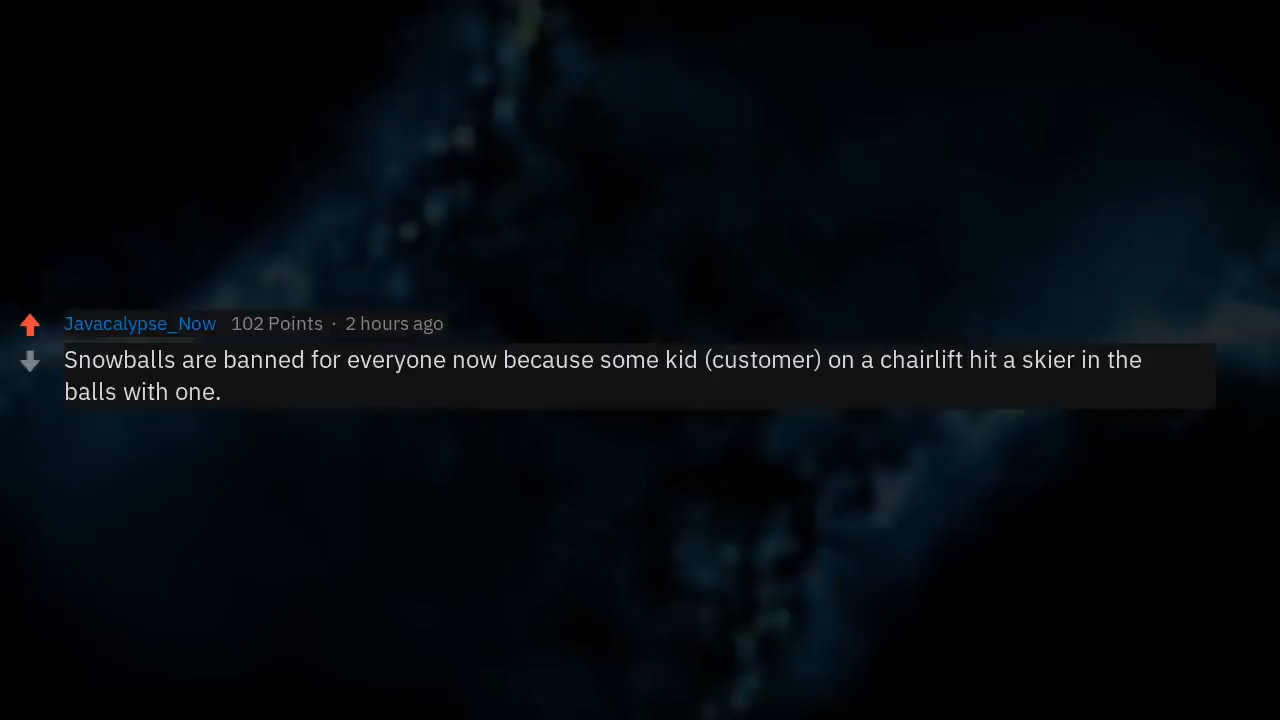 Javacalypse_Now 102 Points · 2 hours ago
Snowballs are banned for everyone now because some kid (customer) on a chairlift hit a skier in the
balls with one.